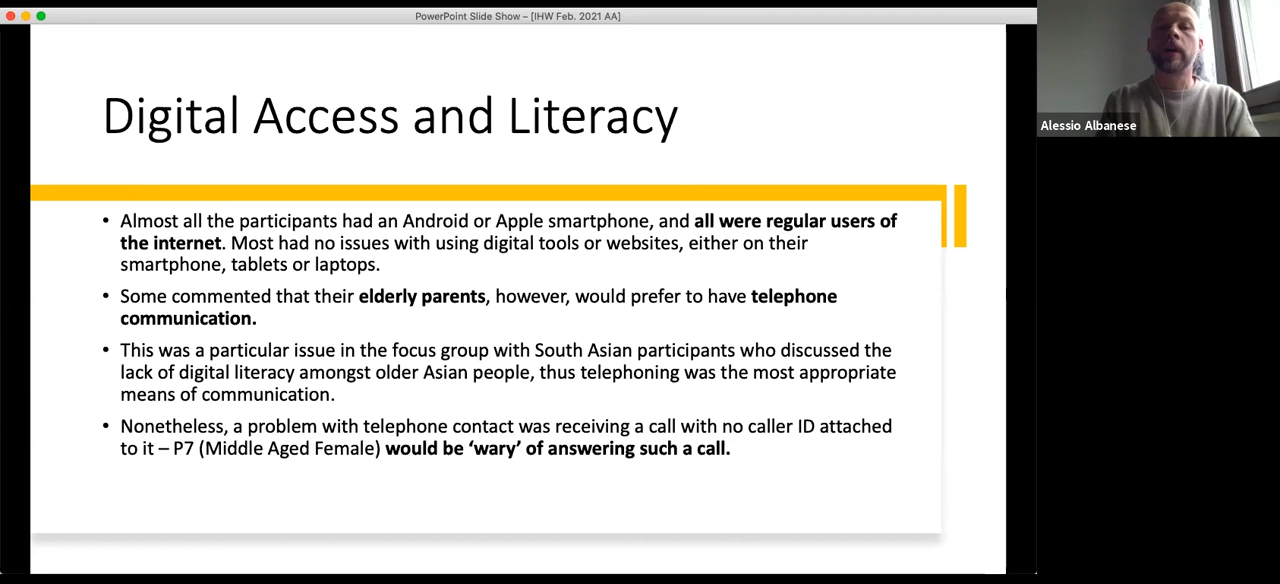 PowerPoint Slide Show – [IHW Feb. 2021 AA]
Digital Access and Literacy
• Almost all the participants had an Android or Apple smartphone, and all were regular users of
the internet. Most had no issues with using digital tools or websites, either on their
smartphone, tablets or laptops.
• Some commented that their elderly parents, however, would prefer to have telephone
communication.
• This was a particular issue in the focus group with South Asian participants who discussed the
lack of digital literacy amongst older Asian people, thus telephoning was the most appropriate
means of communication.
• Nonetheless, a problem with telephone contact was receiving a call with no caller ID attached
to it – P7 (Middle Aged Female) would be ‘wary’ of answering such a call.
Alessio Albanese